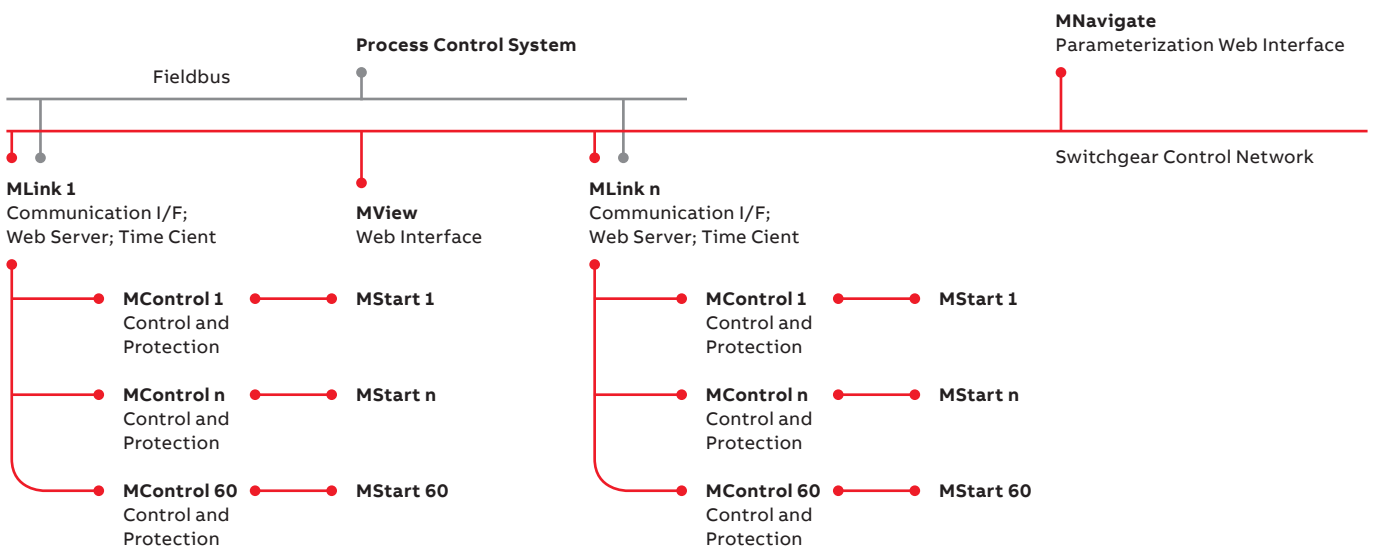 MNavigate
Parameterization Web Interface
Process Control System
Fieldbus
Switchgear Control Network
MLink 1
Communication I/F;
Web Server; Time Cient
MView
Web Interface
MLink n
Communication I/F;
Web Server; Time Cient
MControl 1
Control and
Protection
MStart 1
MControl n
Control and
Protection
MStart n
MControl 60
Control and
Protection
MStart 60
MControl 1
Control and
Protection
MStart 1
MControl n
Control and
Protection
MStart n
MControl 60
Control and
Protection
MStart 60